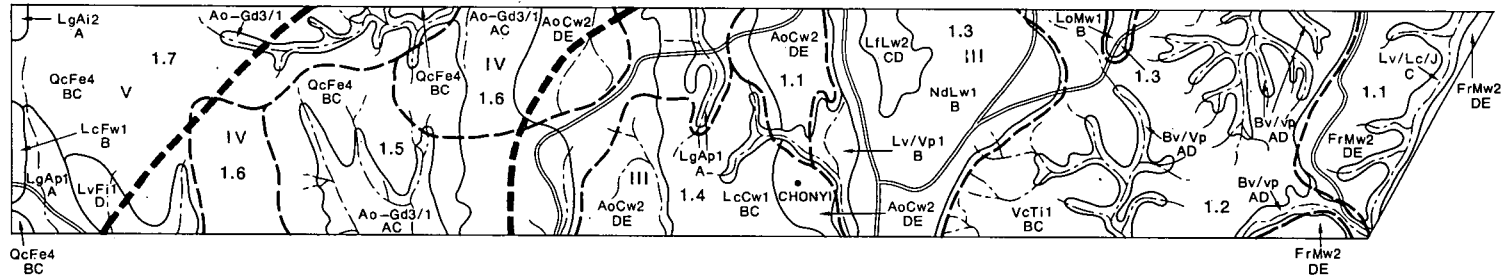 LgAi2
A
1.7
QcFe4
BC
V
LcFw1
B
LgAp1
A
LvFi1
D
QcFe4
BC
Ao-Gd3/1
IV
1.6
QcFe4
BC
Ao-Gd3/1
AC
QcFe4
BC
1.5
Ao-Gd3/1
AC
IV
1.6
AoCw2
DE
III
AoCw2
DE
LgAp1
A
1.4
AoCw2
DE
1.1
LcCw1
BC
CHONYI
LfLw2
CD
1.3
III
NdLw1
B
Lv/Vp1
B
AoCw2
DE
LoMw1
B
1.3
Bv/Vp
AD
VcTi1
BC
Bv/vp
AD
1.2
Bv/vp
AD
FrMw2
DE
FrMw2
DE
1.1
Lv/Lc/J
C
FrMw2
DE